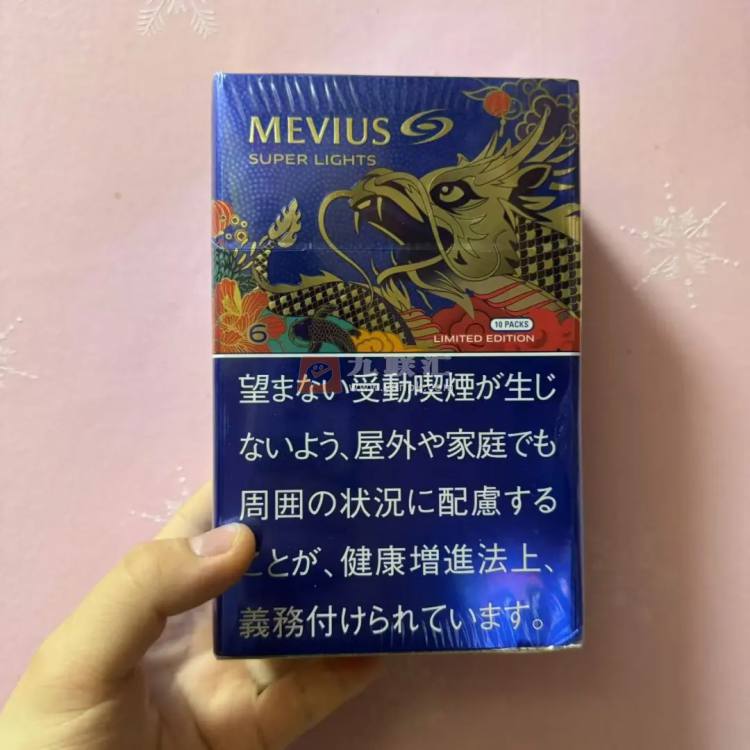 MEVIUS
SUPER LIGHTS
6
10 PACKS
LIMITED EDITION
九联汇
望まない受動喫煙が生じ
ないよう、屋外や家庭でも
周囲の状況に配慮する
ことが、健康増進法上、
義務付けられています。